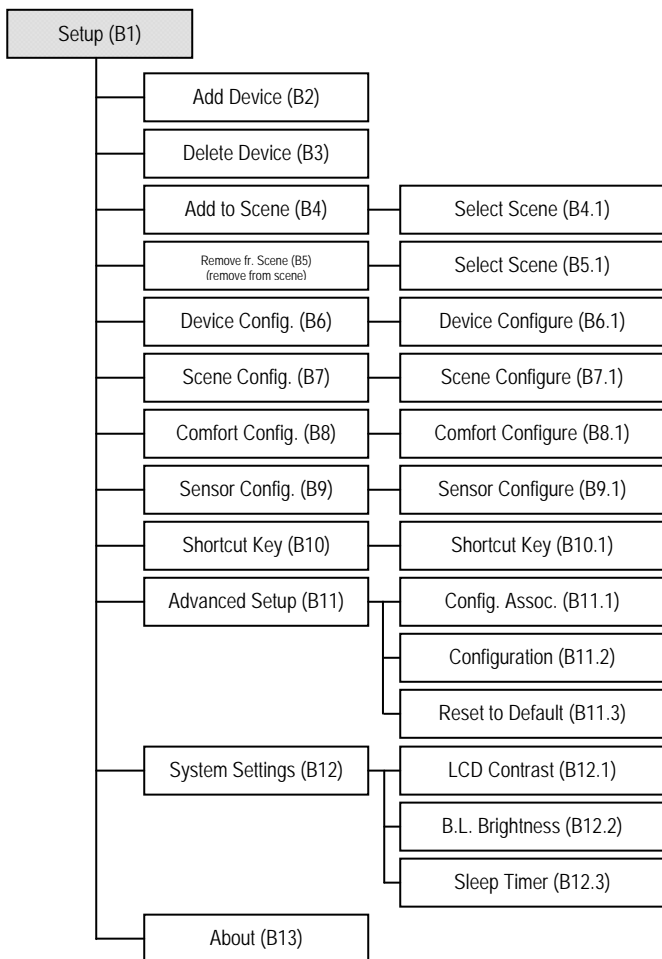 Setup (B1)
Add Device (B2)
Delete Device (B3)
Add to Scene (B4)
Select Scene (B4.1)
Remove fr. Scene (B5)
(remove from scene)
Select Scene (B5.1)
Device Config. (B6)
Device Configure (B6.1)
Scene Config. (B7)
Scene Configure (B7.1)
Comfort Config. (B8)
Comfort Configure (B8.1)
Sensor Config. (B9)
Sensor Configure (B9.1)
Shortcut Key (B10)
Shortcut Key (B10.1)
Advanced Setup (B11)
Config. Assoc. (B11.1)
Configuration (B11.2)
Reset to Default (B11.3)
System Settings (B12)
LCD Contrast (B12.1)
B.L. Brightness (B12.2)
Sleep Timer (B12.3)
About (B13)